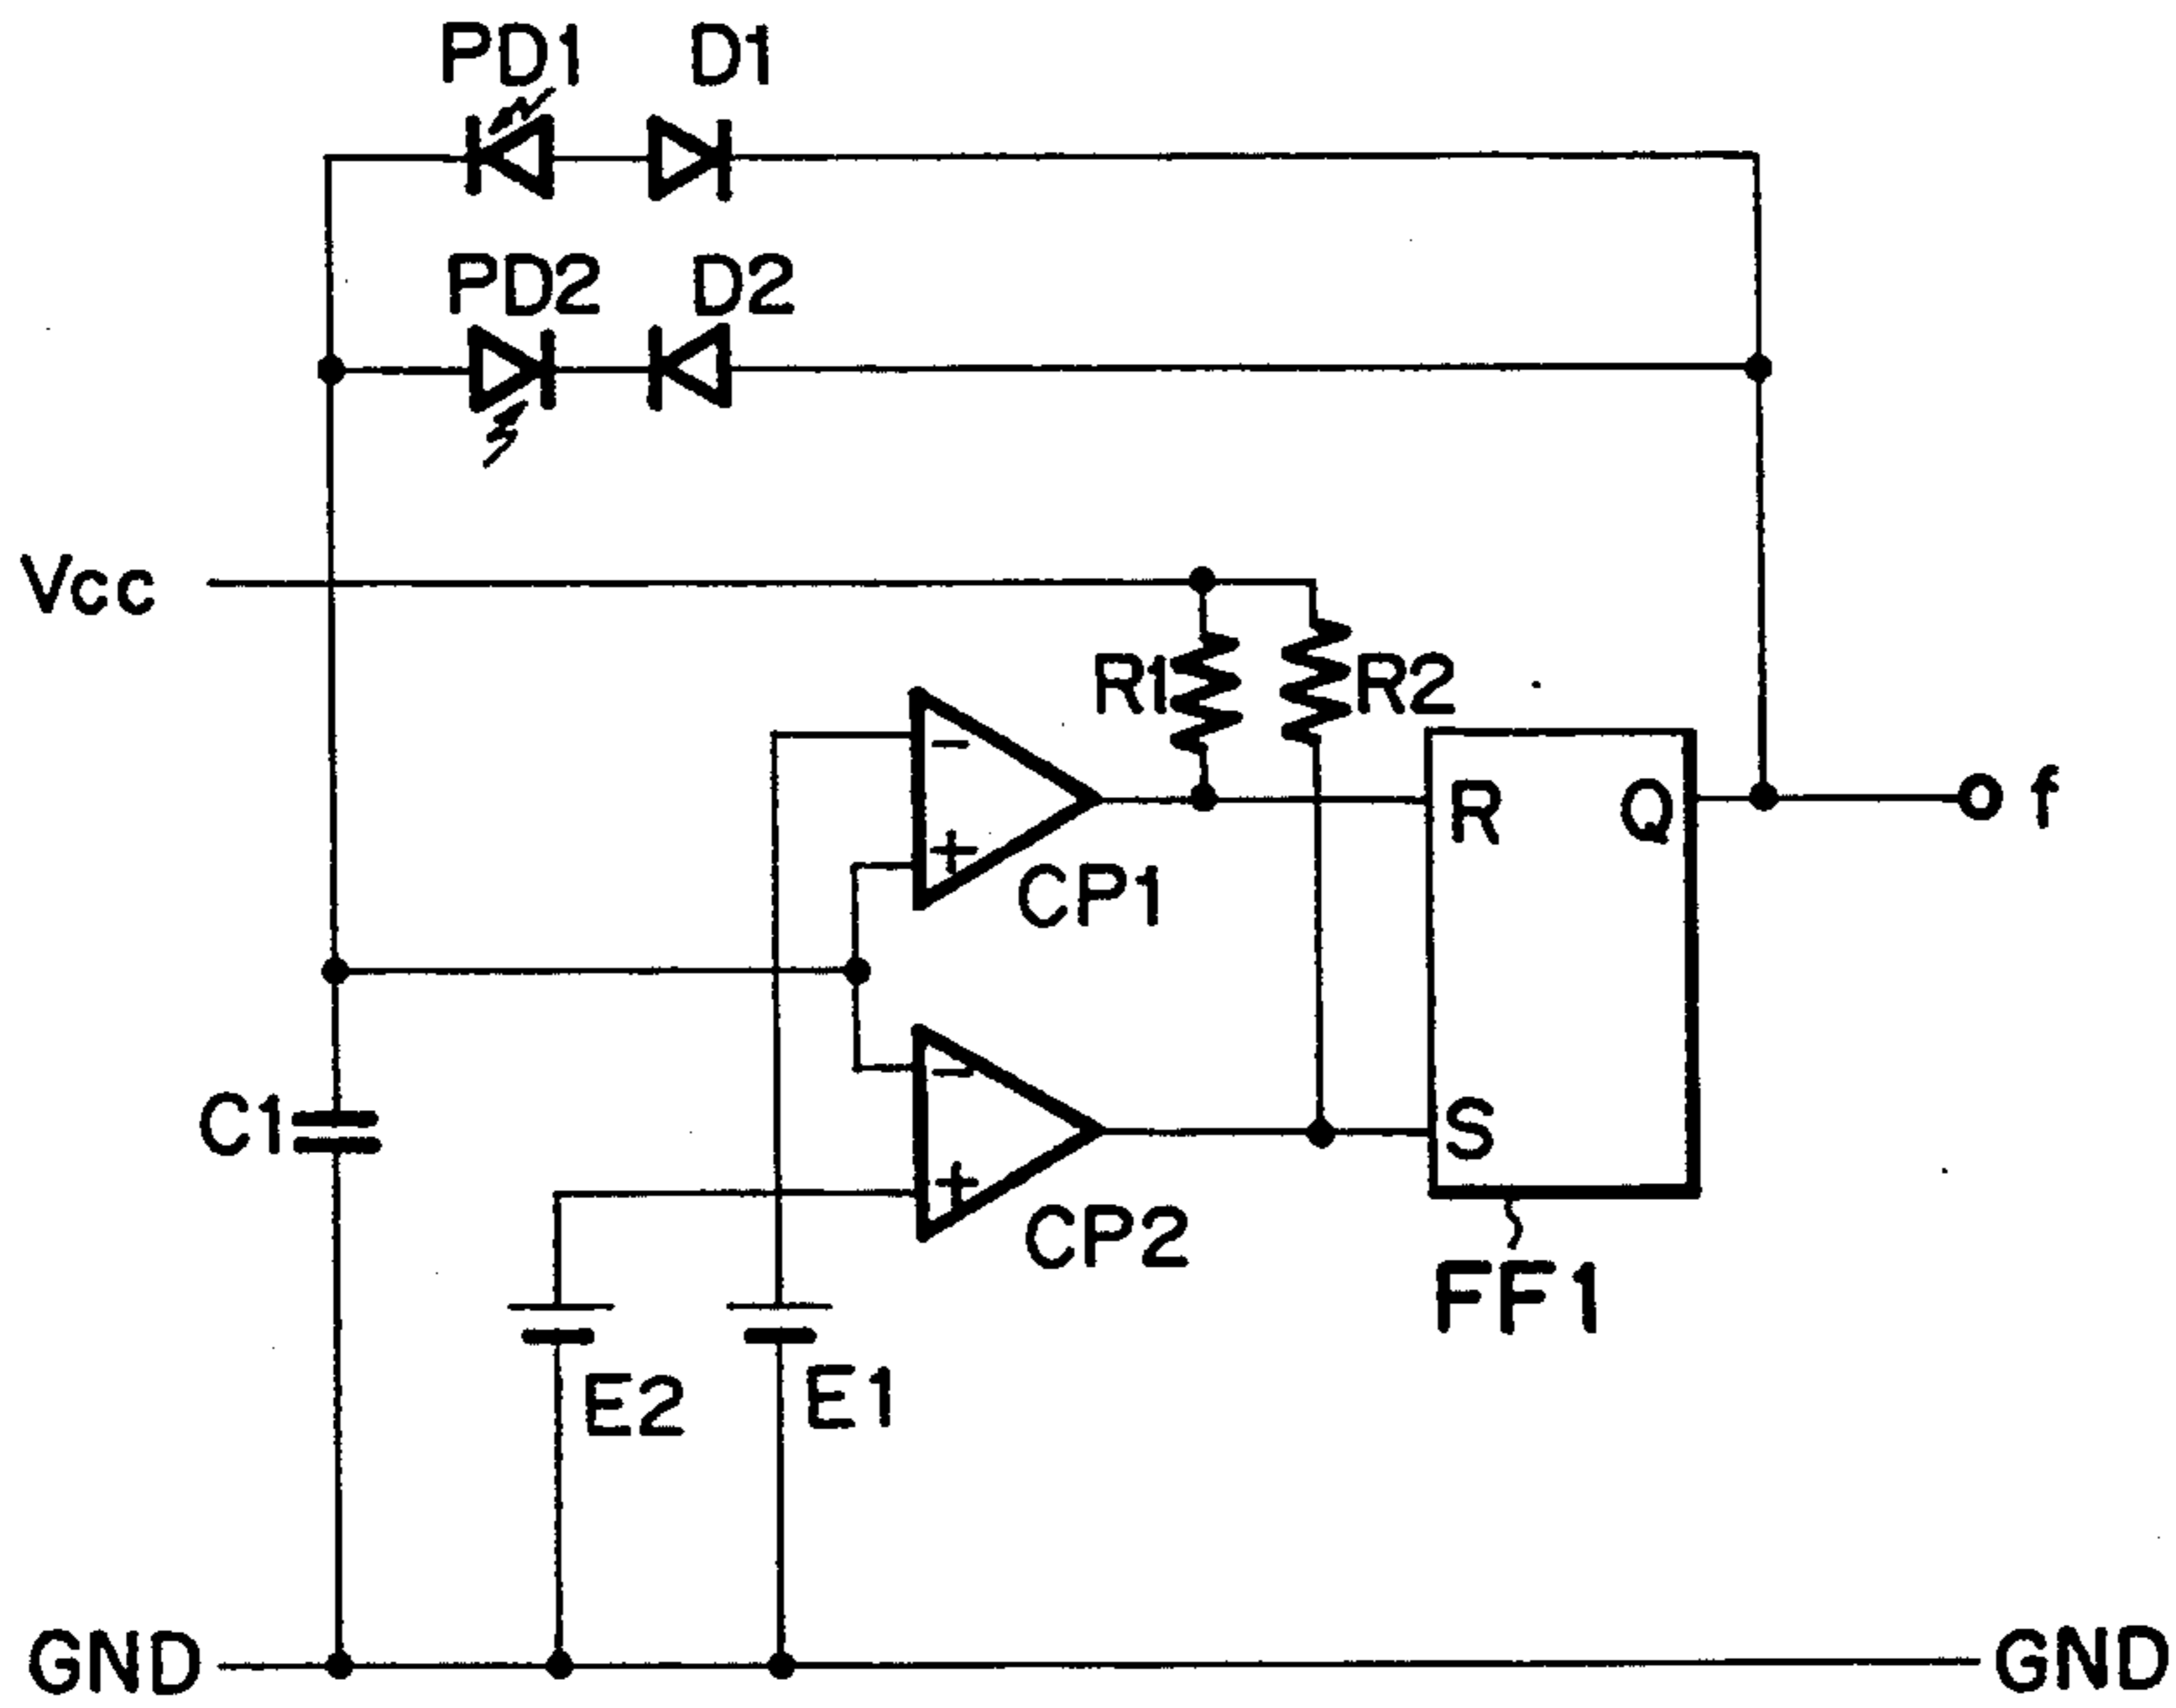 PD1 D1
PD2 D2
Vcc
R1 R2
−
+
CP1
R Q f
C1
−
+
CP2
S
FF1
E2 E1
GND GND